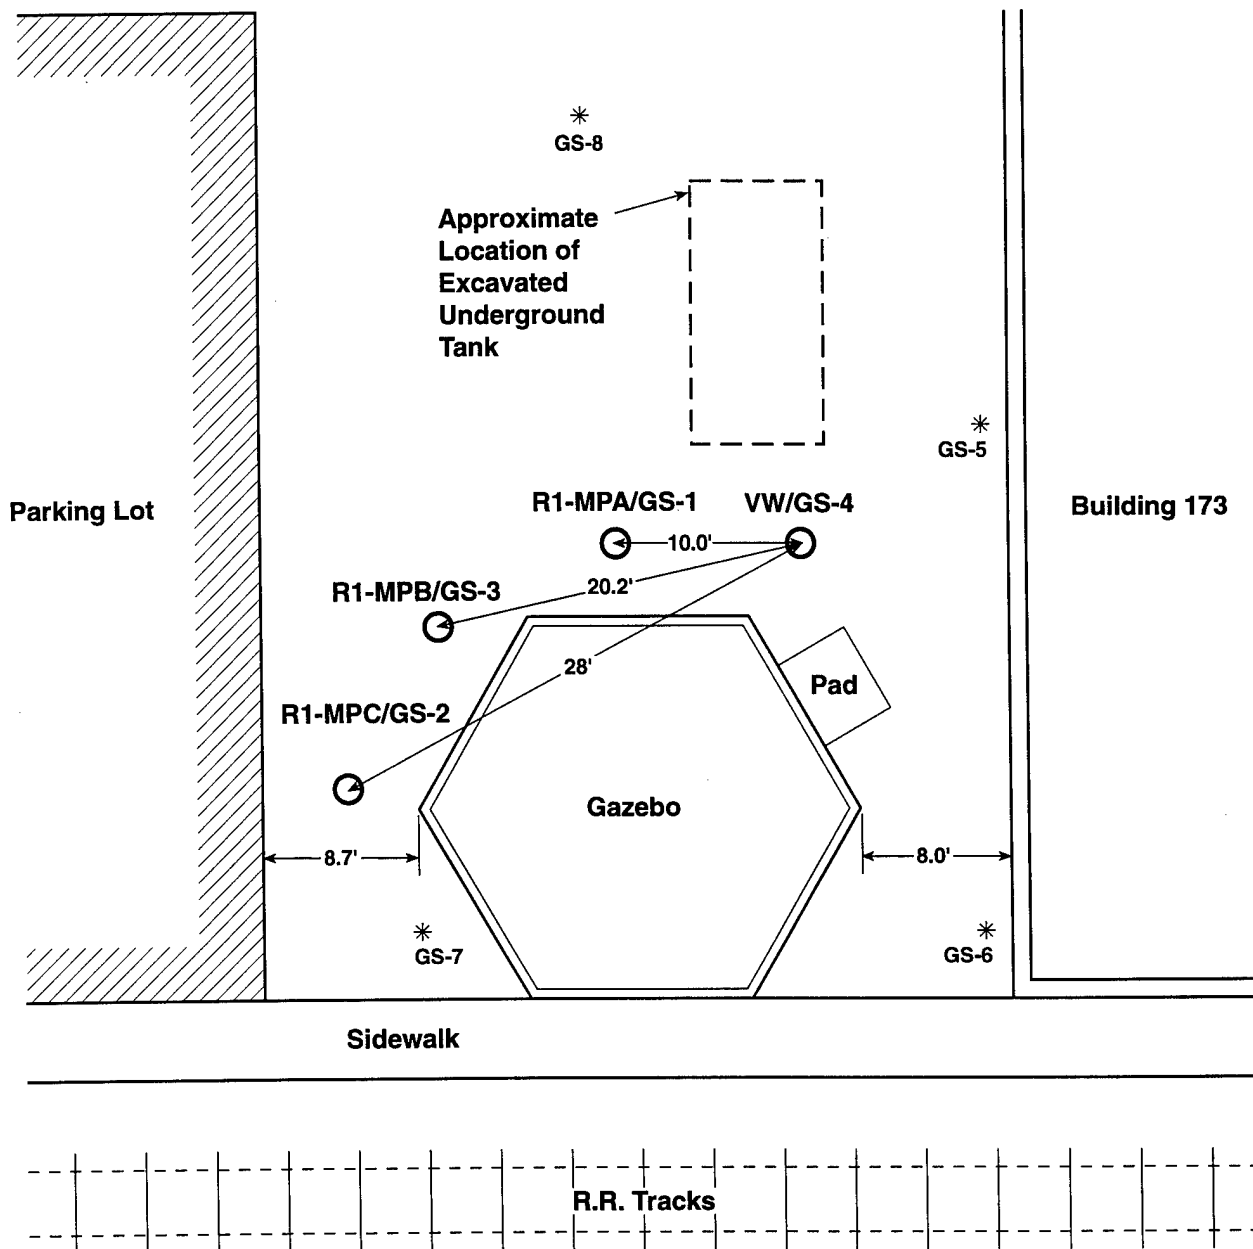 GS-8
Approximate
Location of
Excavated
Underground
Tank
GS-5
Parking Lot
R1-MPA/GS-1
VW/GS-4
Building 173
10.0'
R1-MPB/GS-3
20.2'
28'
Pad
R1-MPC/GS-2
Gazebo
8.7'
8.0'
GS-7
GS-6
Sidewalk
R.R. Tracks